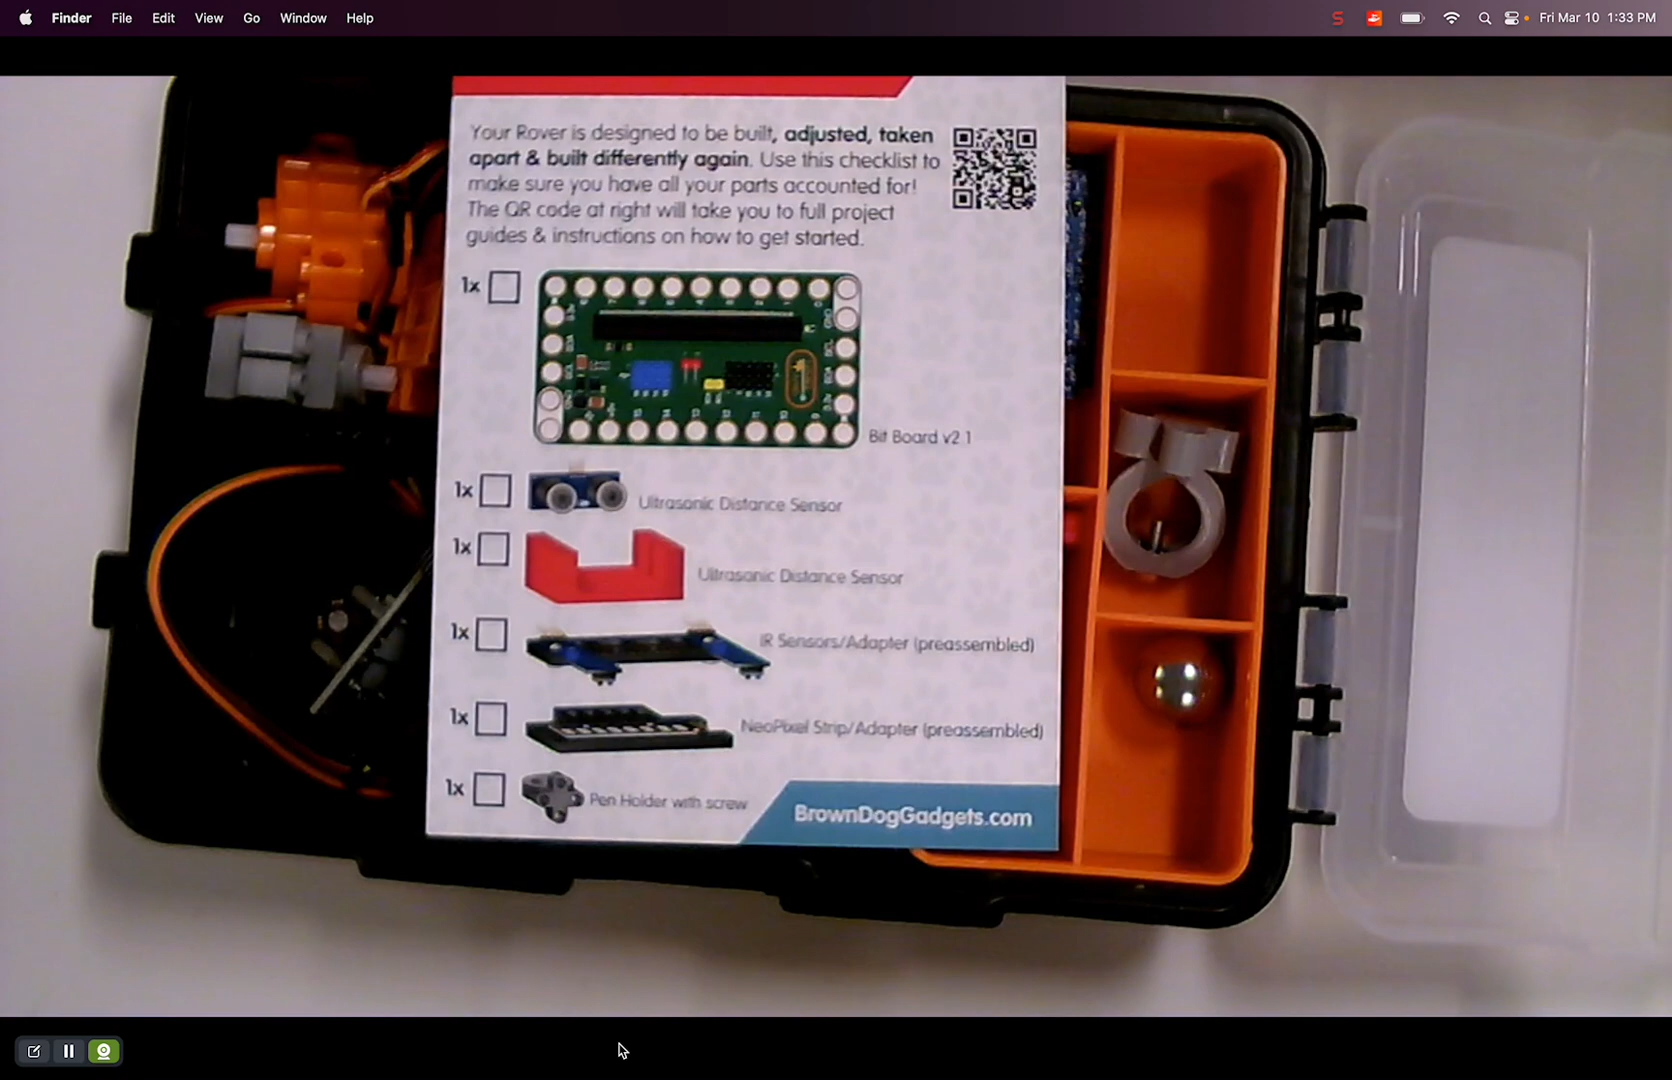 Finder File Edit View Go Window Help
Fri Mar 10 1:33 PM
Your Rover is designed to be built, adjusted, taken
apart & built differently again. Use this checklist to
make sure you have all your parts accounted for!
The QR code at right will take you to full project
guides & instructions on how to get started.
1x
Bit Board v2.1
1x Ultrasonic Distance Sensor
1x Ultrasonic Distance Sensor
1x IR Sensors/Adapter (preassembled)
1x NeoPixel Strip/Adapter (preassembled)
1x Pen Holder with screw
BrownDogGadgets.com